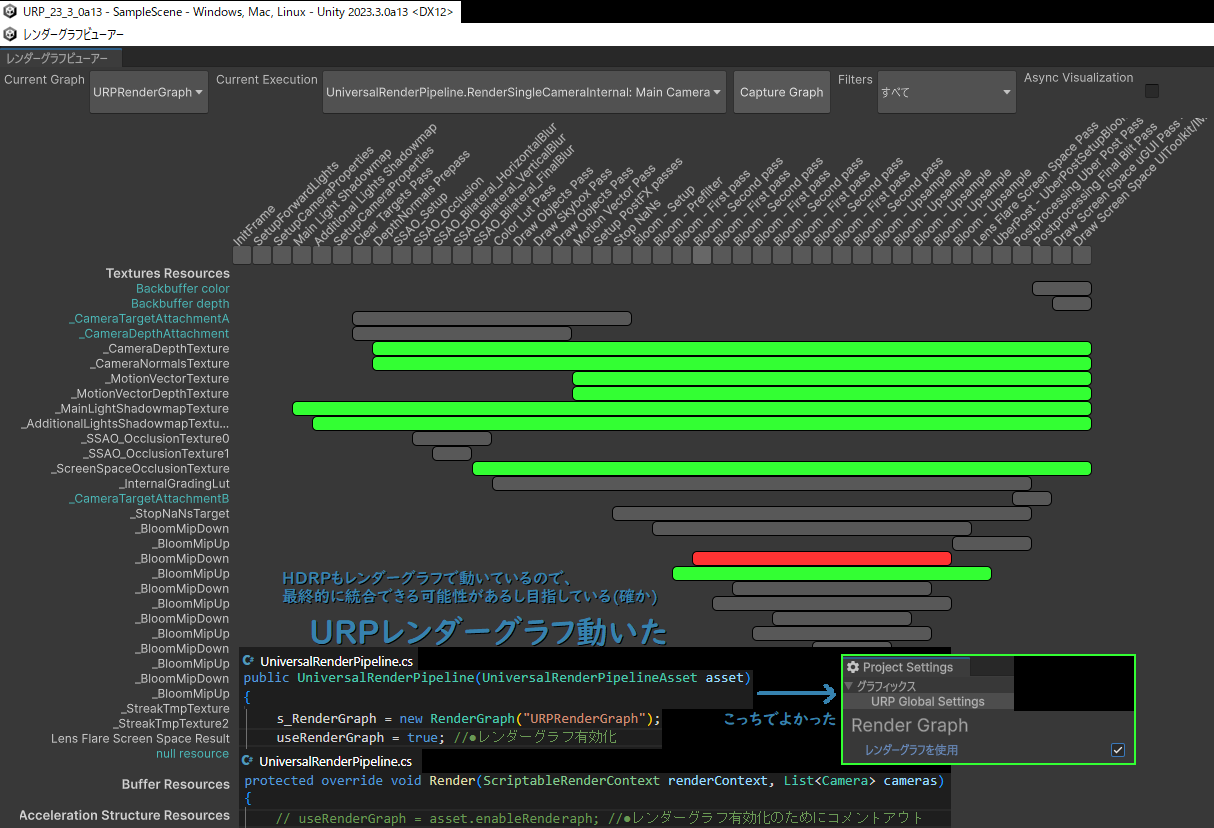 URP_23_3_0a13 - SampleScene - Windows, Mac, Linux - Unity 2023.3.0a13 <DX12>
レンダーグラフビューアー
レンダーグラフビューアー
Current Graph
URPRenderGraph
Current Execution
UniversalRenderPipeline.RenderSingleCameraInternal: Main Camera
Capture Graph
Filters
すべて
Async Visualization
InitFrame
SetupForwardLights
SetupCameraProperties
Main Light Shadowmap
Additional Lights Shadowmap
SetupCameraProperties
Clear Targets Pass
DepthNormals Prepass
SSAO_Setup
SSAO_Occlusion
SSAO_Bilateral_HorizontalBlur
SSAO_Bilateral_VerticalBlur
SSAO_Bilateral_FinalBlur
Color Lut Pass
Draw Objects Pass
Draw Skybox Pass
Draw Objects Pass
Motion Vector Pass
Setup PostFX passes
Stop NaNs
Bloom - Setup
Bloom - Prefilter
Bloom - First pass
Bloom - Second pass
Bloom - First pass
Bloom - Second pass
Bloom - First pass
Bloom - Second pass
Bloom - First pass
Bloom - Second pass
Bloom - First pass
Bloom - Second pass
Bloom - Upsample
Bloom - Upsample
Bloom - Upsample
Bloom - Upsample
Lens Flare Screen Space Pass
UberPost - UberPostSetupBloo
Postprocessing Uber Post Pass
Postprocessing Final Blit Pass
Draw Screen Space uGUI Pass
Draw Screen Space UIToolkit/IM
Textures Resources
Backbuffer color
Backbuffer depth
_CameraTargetAttachmentA
_CameraDepthAttachment
_CameraDepthTexture
_CameraNormalsTexture
_MotionVectorTexture
_MotionVectorDepthTexture
_MainLightShadowmapTexture
_AdditionalLightsShadowmapTextu...
_SSAO_OcclusionTexture0
_SSAO_OcclusionTexture1
_ScreenSpaceOcclusionTexture
_InternalGradingLut
_CameraTargetAttachmentB
_StopNaNsTarget
_BloomMipDown
_BloomMipUp
_BloomMipDown
_BloomMipUp
_BloomMipDown
_BloomMipUp
_BloomMipDown
_BloomMipUp
_BloomMipDown
_BloomMipUp
_BloomMipDown
_BloomMipUp
_StreakTmpTexture
_StreakTmpTexture2
Lens Flare Screen Space Result
null resource
Buffer Resources
Acceleration Structure Resources
HDRPもレンダーグラフで動いているので、
最終的に統合できる可能性があるし目指している(確か)
URPレンダーグラフ動いた
UniversalRenderPipeline.cs
public UniversalRenderPipeline(UniversalRenderPipelineAsset asset)
{
s_RenderGraph = new RenderGraph("URPRenderGraph");
useRenderGraph = true; //●レンダーグラフ有効化
こっちでよかった
Project Settings
グラフィックス
URP Global Settings
Render Graph
レンダーグラフを使用
UniversalRenderPipeline.cs
protected override void Render(ScriptableRenderContext renderContext, List<Camera> cameras)
{
// useRenderGraph = asset.enableRenderaph; //●レンダーグラフ有効化のためにコメントアウト